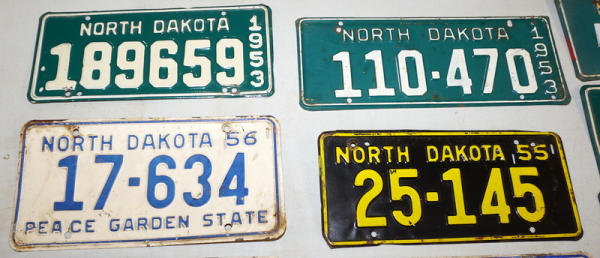 NORTH DAKOTA
189659
1953
NORTH DAKOTA
110-470
1953
NORTH DAKOTA 56
17-634
PEACE GARDEN STATE
NORTH DAKOTA 55
25-145